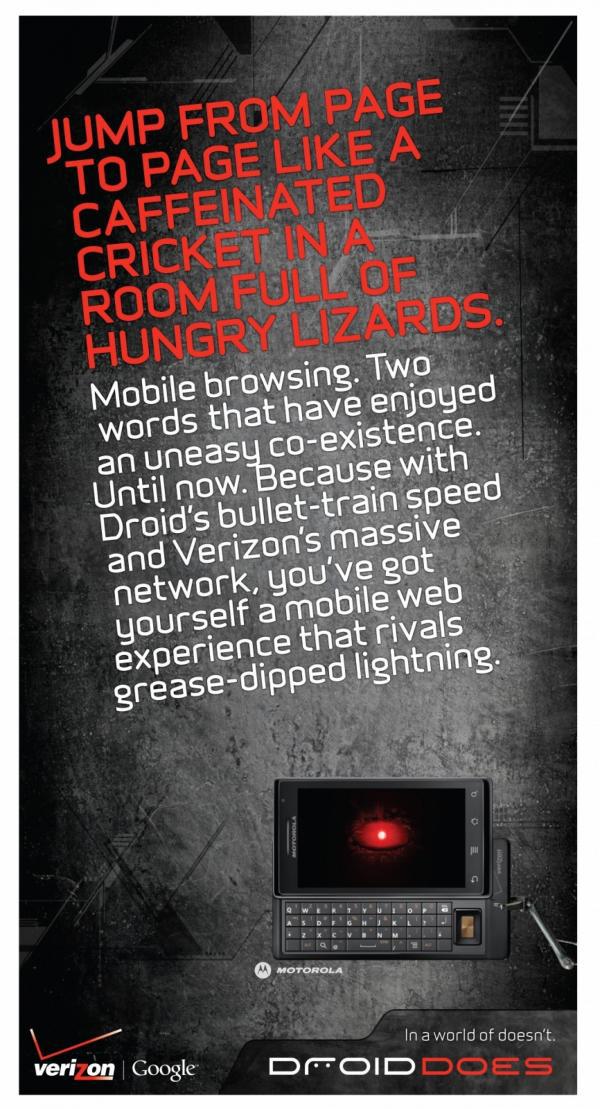 JUMP FROM PAGE
TO PAGE LIKE A
CAFFEINATED
CRICKET IN A
ROOM FULL OF
HUNGRY LIZARDS.
Mobile browsing. Two
words that have enjoyed
an uneasy co-existence.
Until now. Because with
Droid's bullet-train speed
and Verizon's massive
network, you've got
yourself a mobile web
experience that rivals
grease-dipped lightning.
MOTOROLA
Q W E R T Y U I O P
A S D F G H J K L
Z X C V B N M
MOTOROLA
In a world of doesn't.
verizon | Google
DROIDDOES